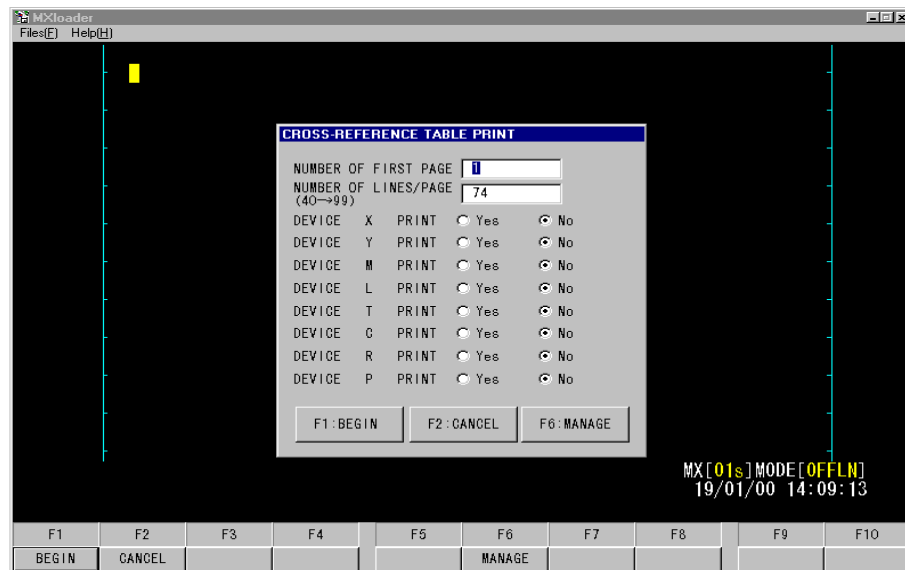 MXloader
Files(F) Help(H)
CROSS-REFERENCE TABLE PRINT
NUMBER OF FIRST PAGE 1
NUMBER OF LINES/PAGE 74
(40→99)
DEVICE X PRINT Yes No
DEVICE Y PRINT Yes No
DEVICE M PRINT Yes No
DEVICE L PRINT Yes No
DEVICE T PRINT Yes No
DEVICE C PRINT Yes No
DEVICE R PRINT Yes No
DEVICE P PRINT Yes No
F1:BEGIN F2:CANCEL F6:MANAGE
MX[01s]MODE[OFFLN]
19/01/00 14:09:13
F1 F2 F3 F4 F5 F6 F7 F8 F9 F10
BEGIN CANCEL MANAGE